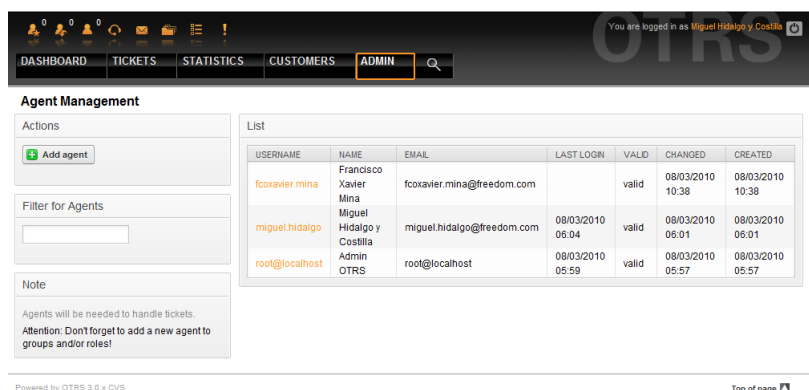 0 0 0
OTRS
You are logged in as Miguel Hidalgo y Costilla
DASHBOARD TICKETS STATISTICS CUSTOMERS ADMIN
Agent Management
Actions
Add agent
Filter for Agents
Note
Agents will be needed to handle tickets.
Attention: Don't forget to add a new agent to
groups and/or roles!
List
USERNAME NAME EMAIL LAST LOGIN VALID CHANGED CREATED
fcoxavier.mina Francisco Xavier Mina fcoxavier.mina@freedom.com valid 08/03/2010 10:38 08/03/2010 10:38
miguel.hidalgo Miguel Hidalgo y Costilla miguel.hidalgo@freedom.com 08/03/2010 06:04 valid 08/03/2010 06:01 08/03/2010 06:01
root@localhost Admin OTRS root@localhost 08/03/2010 05:59 valid 08/03/2010 05:57 08/03/2010 05:57
Powered by OTRS 3.0.x CVS
Top of page